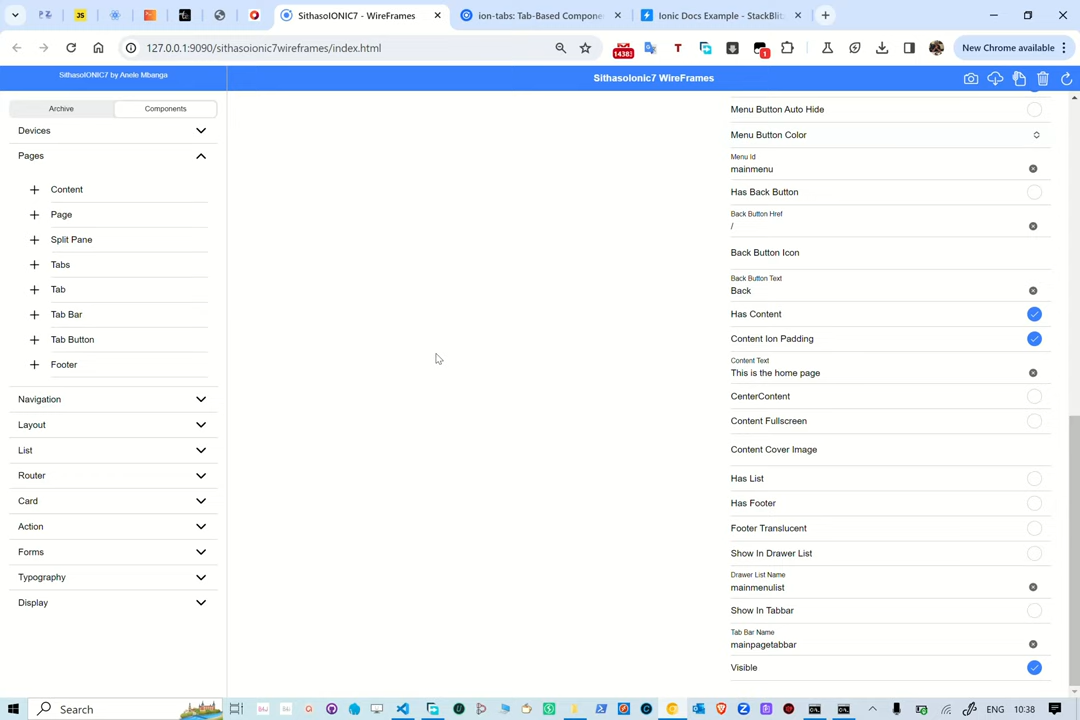 SithasoIONIC7 - WireFrames
ion-tabs: Tab-Based Compone
Ionic Docs Example - StackBlit
127.0.0.1:9090/sithasoionic7wireframes/index.html
14383
1
New Chrome available
SithasoIONIC7 by Anele Mbanga
SithasoIonic7 WireFrames
Archive
Components
Devices
Pages
Content
Page
Split Pane
Tabs
Tab
Tab Bar
Tab Button
Footer
Navigation
Layout
List
Router
Card
Action
Forms
Typography
Display
Menu Button Auto Hide
Menu Button Color
Menu Id
mainmenu
Has Back Button
Back Button Href
/
Back Button Icon
Back Button Text
Back
Has Content
Content Ion Padding
Content Text
This is the home page
CenterContent
Content Fullscreen
Content Cover Image
Has List
Has Footer
Footer Translucent
Show In Drawer List
Drawer List Name
mainmenulist
Show In Tabbar
Tab Bar Name
mainpagetabbar
Visible
Search
ENG
10:38